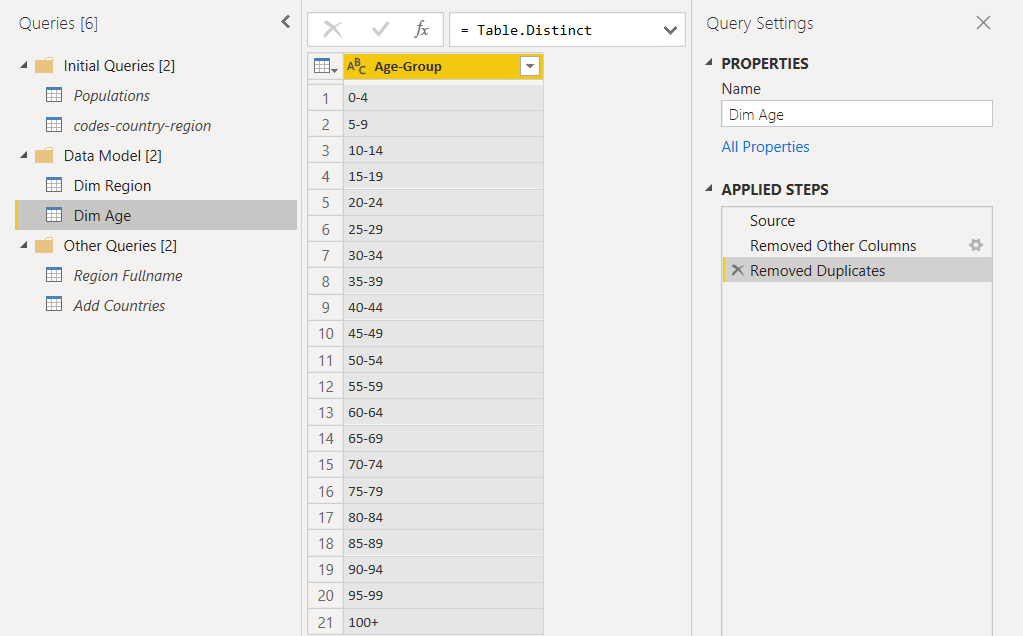 Queries [6]
Initial Queries [2]
Populations
codes-country-region
Data Model [2]
Dim Region
Dim Age
Other Queries [2]
Region Fullname
Add Countries
fx
= Table.Distinct
ABC Age-Group
1 0-4
2 5-9
3 10-14
4 15-19
5 20-24
6 25-29
7 30-34
8 35-39
9 40-44
10 45-49
11 50-54
12 55-59
13 60-64
14 65-69
15 70-74
16 75-79
17 80-84
18 85-89
19 90-94
20 95-99
21 100+
Query Settings
PROPERTIES
Name
Dim Age
All Properties
APPLIED STEPS
Source
Removed Other Columns
Removed Duplicates